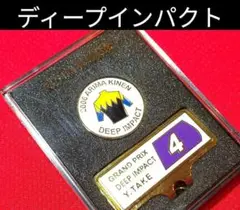 ディープインパクト
2006 ARIMA KINEN
DEEP IMPACT
GRAND PRIX
DEEP IMPACT
Y.TAKE
4